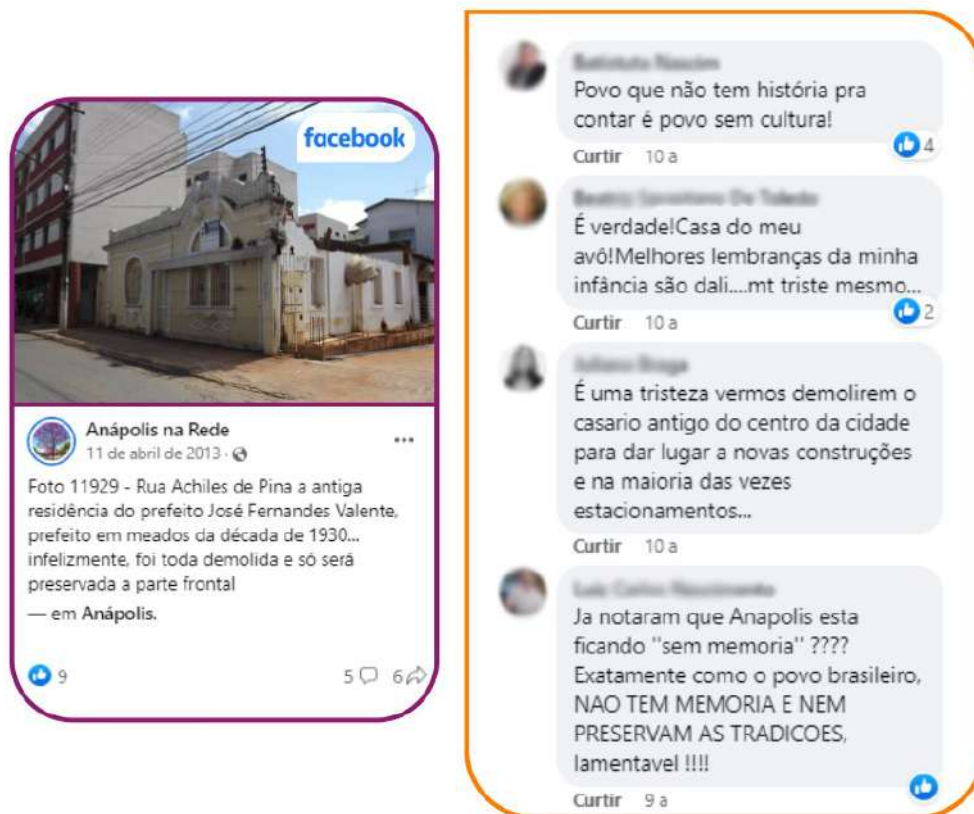 facebook
Anápolis na Rede
11 de abril de 2013 ·
Foto 11929 - Rua Achiles de Pina a antiga
residência do prefeito José Fernandes Valente,
prefeito em meados da década de 1930...
infelizmente, foi toda demolida e só será
preservada a parte frontal
— em Anápolis.
9
5 6
Povo que não tem história pra
contar é povo sem cultura!
4
Curtir 10 a
É verdade!Casa do meu
avô!Melhores lembranças da minha
infância são dali....mt triste mesmo...
2
Curtir 10 a
É uma tristeza vermos demolirem o
casario antigo do centro da cidade
para dar lugar a novas construções
e na maioria das vezes
estacionamentos...
Curtir 10 a
Ja notaram que Anapolis esta
ficando "sem memoria" ????
Exatamente como o povo brasileiro,
NAO TEM MEMORIA E NEM
PRESERVAM AS TRADICOES,
lamentavel !!!!
Curtir 9 a